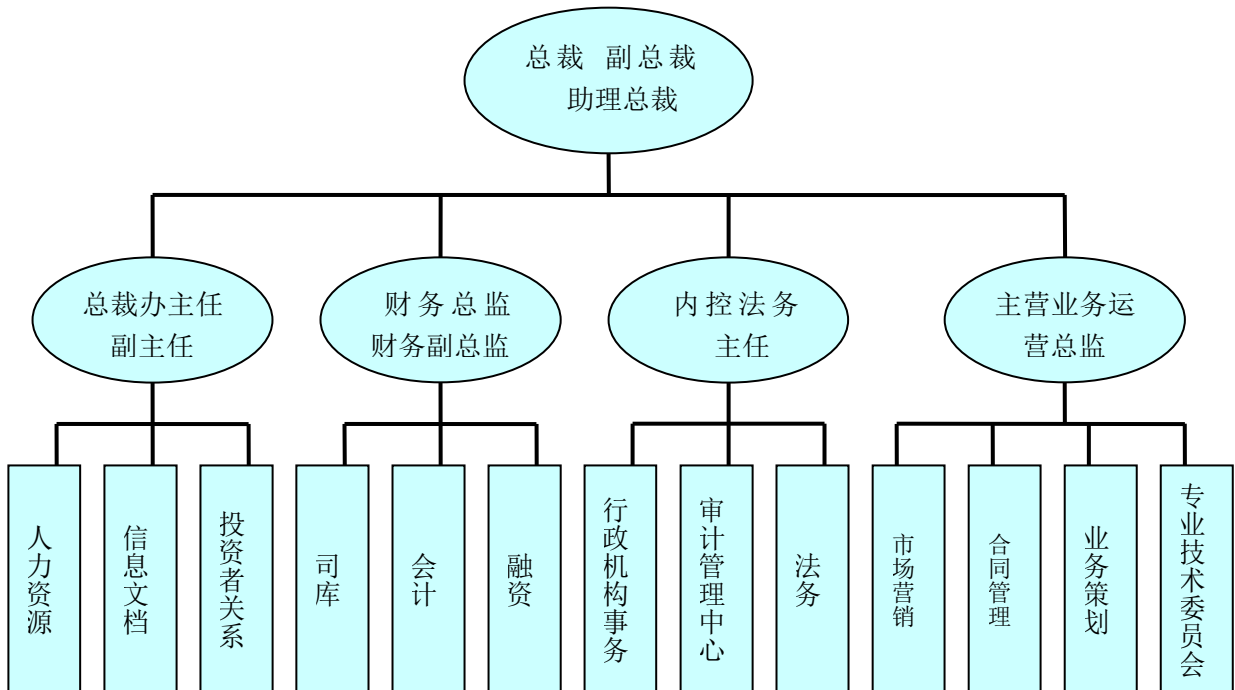 总裁 副总裁
助理总裁
总裁办主任
副主任
财务总监
财务副总监
内控法务
主任
主营业务运
营总监
人力资源
信息文档
投资者关系
司库
会计
融资
行政机构事务
审计管理中心
法务
市场营销
合同管理
业务策划
专业技术委员会